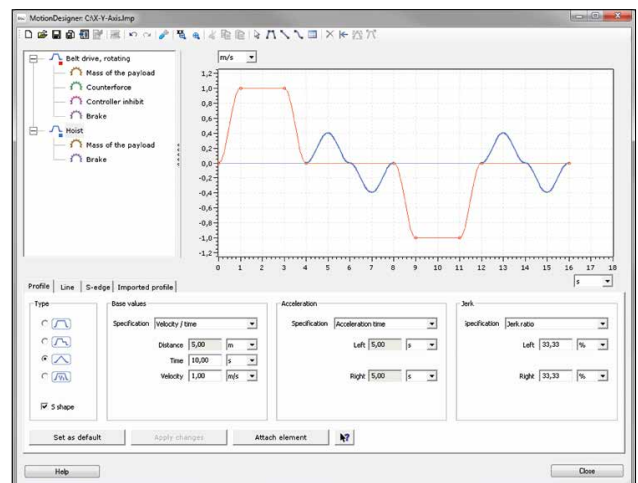 MotionDesigner C:\X-Y-Axis.lmp
Belt drive, rotating
Mass of the payload
Counterforce
Controller inhibit
Brake
Hoist
Mass of the payload
Brake
m/s
1,2
1,0
0,8
0,6
0,4
0,2
0,0
-0,2
-0,4
-0,6
-0,8
-1,0
-1,2
0 1 2 3 4 5 6 7 8 9 10 11 12 13 14 15 16 17 18
s
Profile Line S-edge Imported profile
Type Base values Acceleration Jerk
Specification Velocity / time Specification Acceleration time Specification Jerk ratio
Distance 5,00 m Left 5,00 s Left 33,33 %
Time 10,00 s
Velocity 1,00 m/s Right 5,00 s Right 33,33 %
S shape
Set as default Apply changes Attach element
Help Close